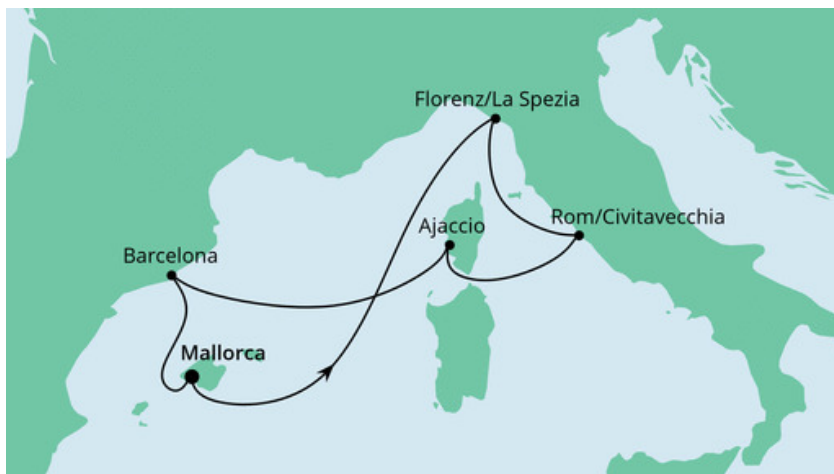 Florenz/La Spezia
Ajaccio
Rom/Civitavecchia
Barcelona
Mallorca